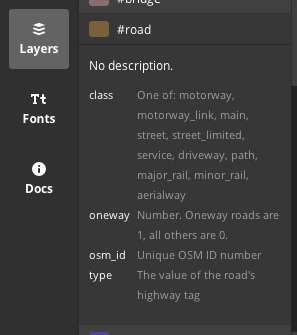 #bridge
Layers
#road
No description.
Fonts
Docs
class One of: motorway,
motorway_link, main,
street, street_limited,
service, driveway, path,
major_rail, minor_rail,
aerialway
oneway Number. Oneway roads are
1, all others are 0.
osm_id Unique OSM ID number
type The value of the road's
highway tag